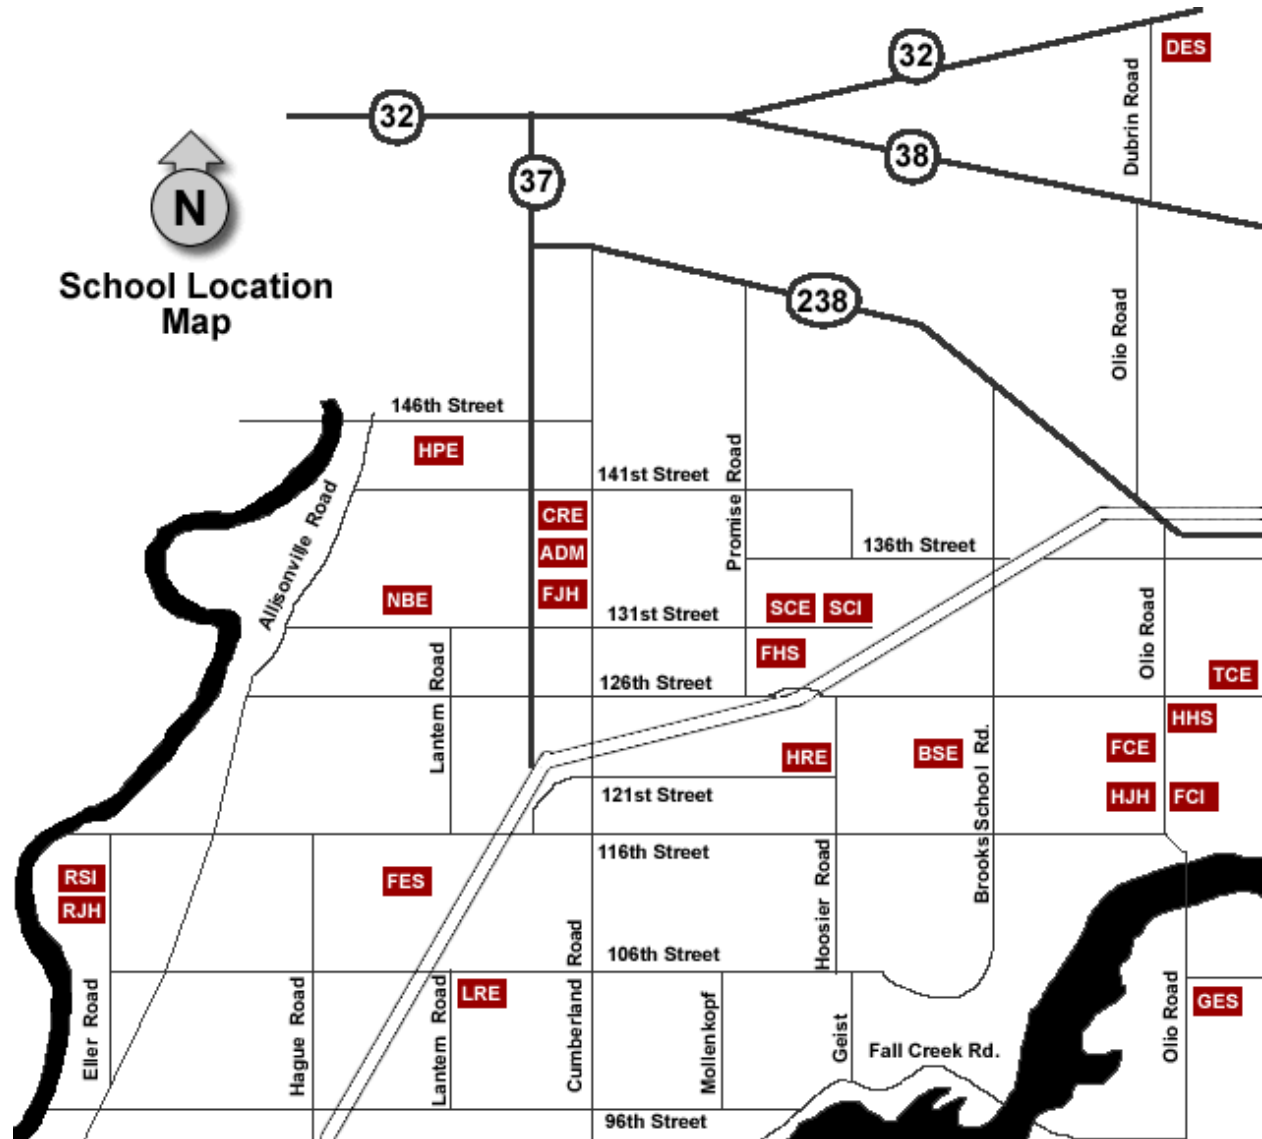 32
DES
32
Dubrin Road
38
37
N
School Location
Map
238
Olio Road
146th Street
HPE
141st Street
Promise Road
Allisonville Road
CRE
136th Street
ADM
NBE
FJH
SCE
SCI
131st Street
Olio Road
FHS
Lantern Road
126th Street
TCE
HHS
Brooks School Rd.
FCE
HRE
BSE
121st Street
HJH
FCI
116th Street
RSI
FES
Hoosier Road
RJH
106th Street
Cumberland Road
LRE
GES
Eller Road
Hague Road
Lantern Road
Mollenkopf
Geist
Olio Road
Fall Creek Rd.
96th Street